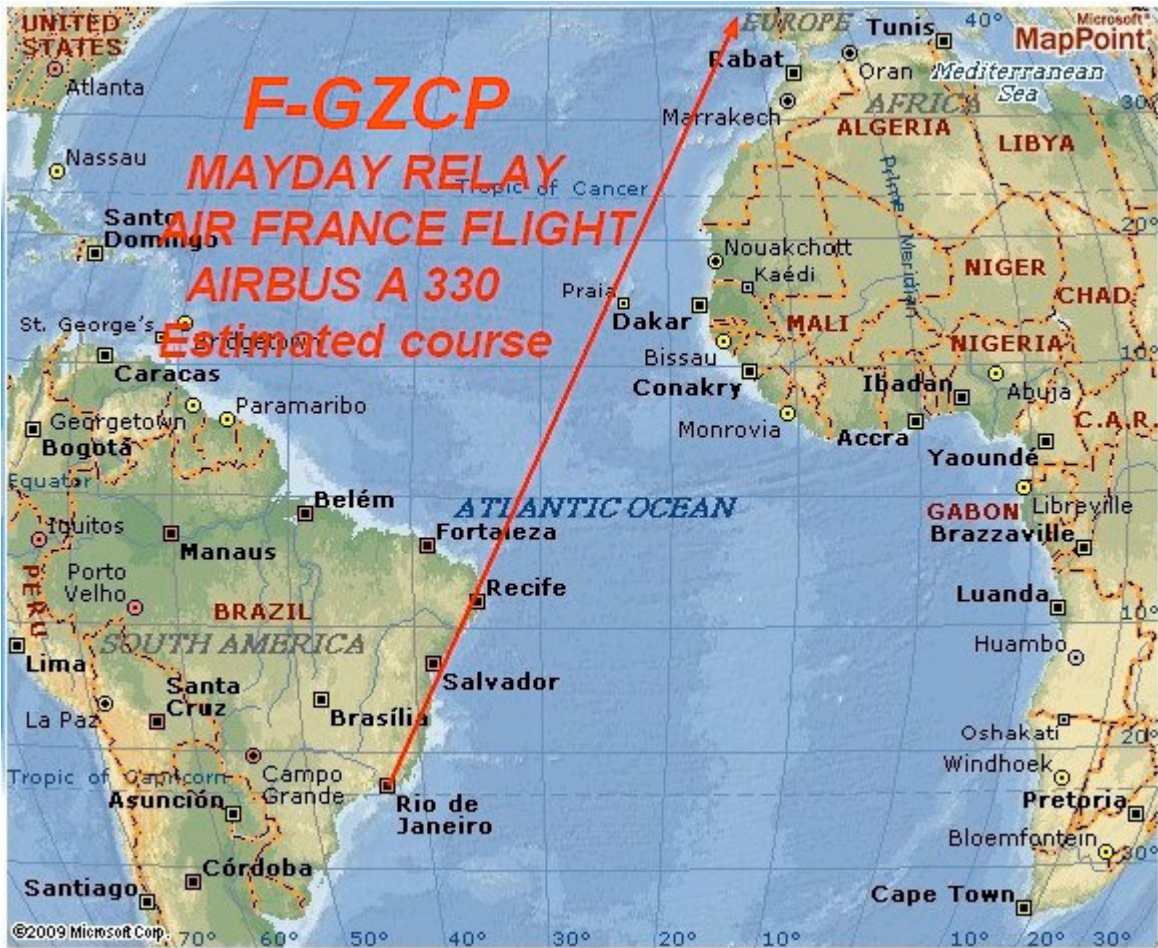 UNITED
STATES
Atlanta
Nassau
Santo
Domingo
St. George's
Bridgetown
Caracas
Georgetown
Paramaribo
Bogotá
Equator
Iquitos
Manaus
Belém
Fortaleza
Recife
PERU
Porto
Velho
BRAZIL
SOUTH AMERICA
Lima
Salvador
La Paz
Santa
Cruz
Brasília
Tropic of Capricorn
Campo
Grande
Rio de
Janeiro
Asunción
Córdoba
Santiago
©2009 Microsoft Corp.
F-GZCP
MAYDAY RELAY
AIR FRANCE FLIGHT
AIRBUS A 330
Estimated course
Tropic of Cancer
ATLANTIC OCEAN
EUROPE
Tunis
40°
Microsoft®
MapPoint®
Rabat
Oran
Mediterranean
Sea
Marrakech
AFRICA
ALGERIA
LIBYA
30°
Prime Meridian
20°
Nouakchott
Kaédi
NIGER
CHAD
Praia
Dakar
MALI
Bissau
NIGERIA
10°
Conakry
Ibadan
Abuja
Monrovia
Accra
C.A.R.
Yaoundé
GABON
Libreville
Brazzaville
Luanda
10°
Huambo
Oshakati
20°
Windhoek
Pretoria
Bloemfontein
30°
Cape Town
70° 60° 50° 40° 30° 20° 10° 10° 20° 30°